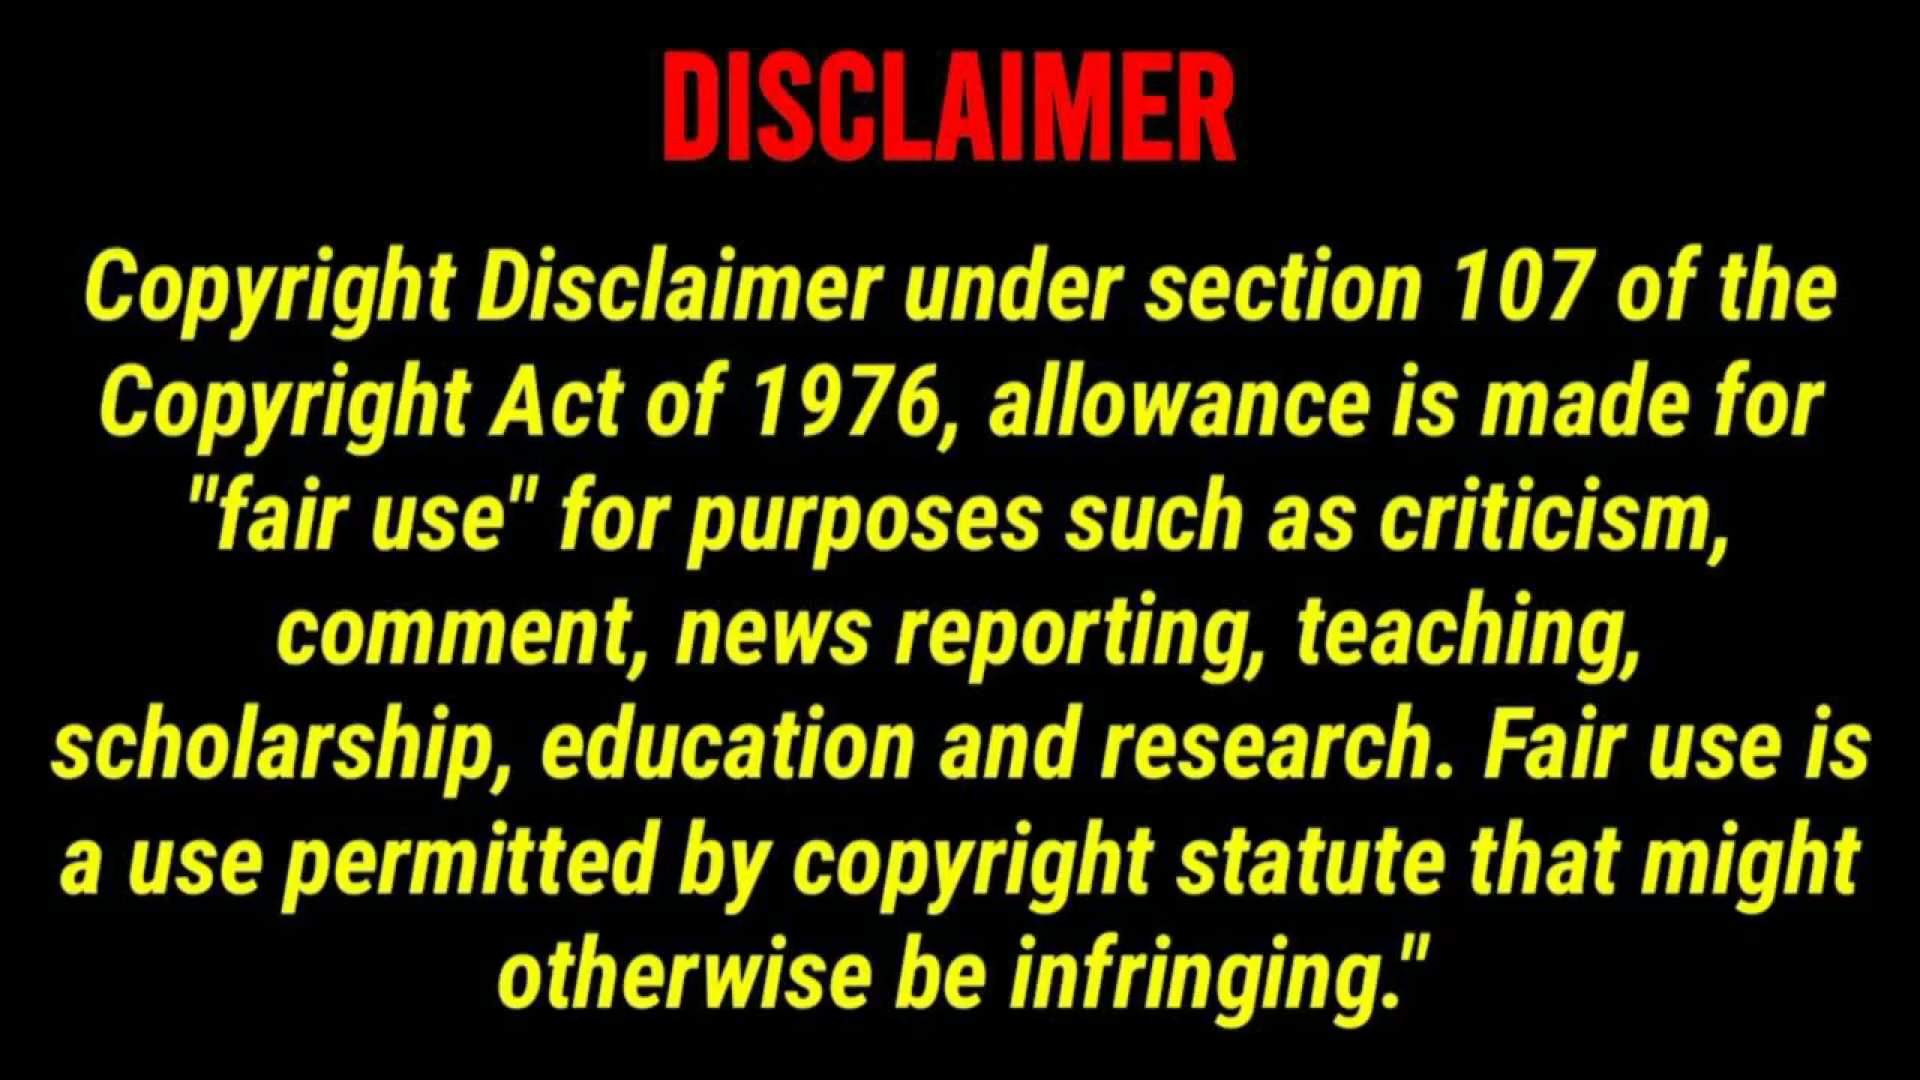 DISCLAIMER
Copyright Disclaimer under section 107 of the
Copyright Act of 1976, allowance is made for
"fair use" for purposes such as criticism,
comment, news reporting, teaching,
scholarship, education and research. Fair use is
a use permitted by copyright statute that might
otherwise be infringing."